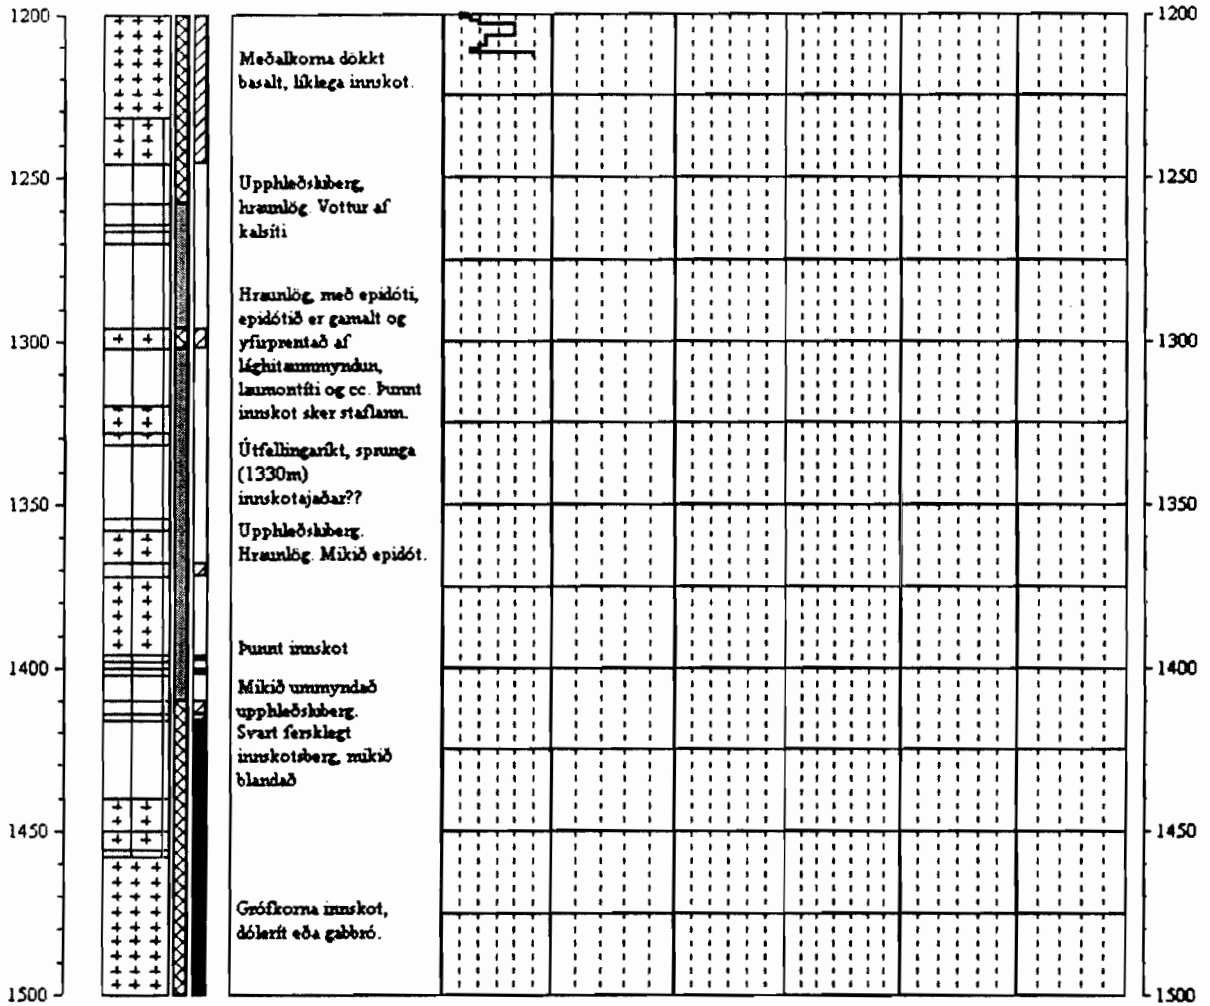 1200
1250
1300
1350
1400
1450
1500
Meðalkorna dökkt
basalt, líklega innskot.
Upphleðsluberg,
hraunlög. Vottur af
kalsíti
Hraunlög, með epidóti,
epidótið er gamalt og
yfirprentað af
lághitaummyndun,
laumontíti og cc. Þunnt
innskot sker staflann.
Útfellingaríkt, sprunga
(1330m)
innskotajaðar??
Upphleðsluberg.
Hraunlög. Mikið epidót.
Þunnt innskot
Mikið ummyndað
upphleðsluberg.
Svart fersklegt
innskotsberg, mikið
blandað
Grófkorna innskot,
dólerít eða gabbró.
1200
1250
1300
1350
1400
1450
1500